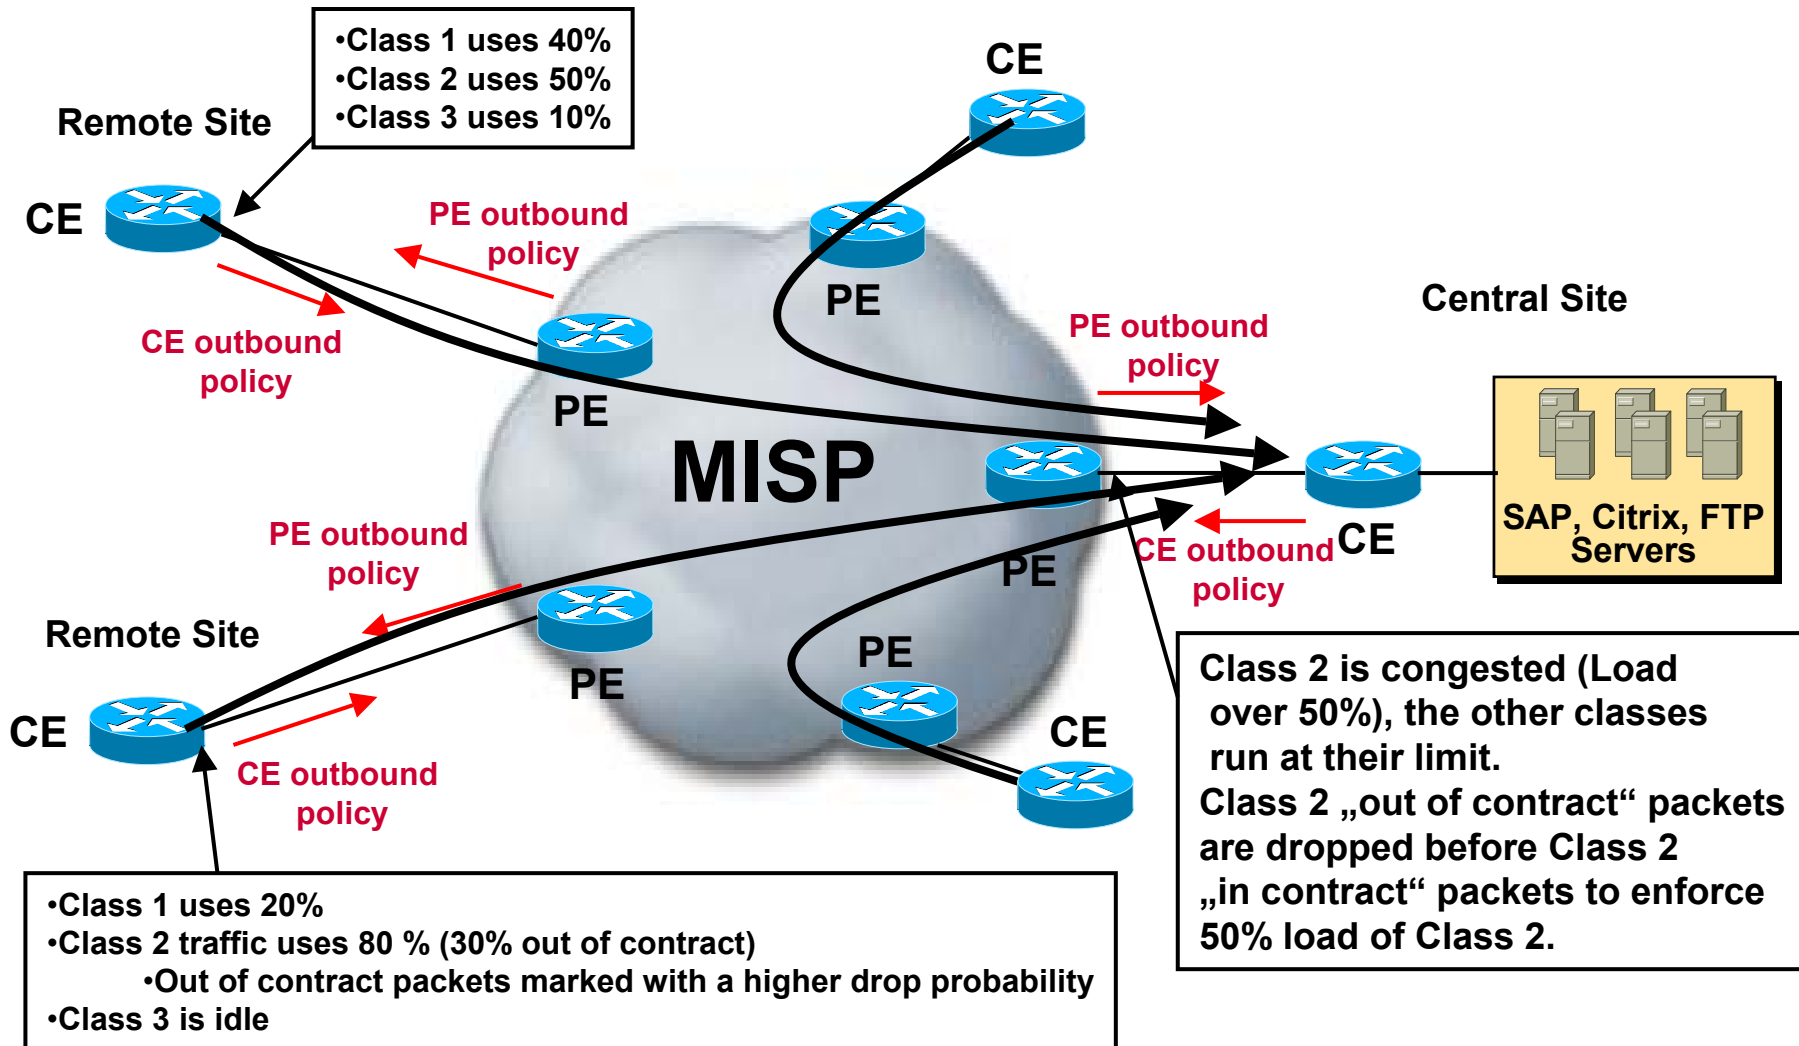 •Class 1 uses 40%
•Class 2 uses 50%
•Class 3 uses 10%
CE
Remote Site
CE
PE outbound
policy
PE
Central Site
CE outbound
policy
PE outbound
policy
PE
MISP
SAP, Citrix, FTP
Servers
CE
PE outbound
policy
PE
CE outbound
policy
Remote Site
PE
PE
CE
CE
CE outbound
policy
Class 2 is congested (Load
over 50%), the other classes
run at their limit.
Class 2 „out of contract“ packets
are dropped before Class 2
„in contract“ packets to enforce
50% load of Class 2.
•Class 1 uses 20%
•Class 2 traffic uses 80 % (30% out of contract)
•Out of contract packets marked with a higher drop probability
•Class 3 is idle